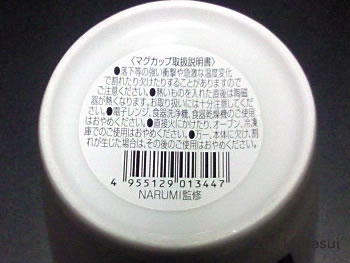 〈マグカップ取扱説明書〉
●落下等の強い衝撃や急激な温度変化
で割れたり欠けたりすることがありますので
ご注意ください。●熱いものを入れた直後は陶磁
器が熱くなります。お取り扱いには十分注意してくだ
さい。●電子レンジ、食器洗浄機、食器乾燥機のご使用
はおやめください。●直接火にかけたり、オーブン、冷凍
庫でのご使用はおやめください。●万一、本体に欠け、割
れが生じた場合は、その後のご使用はおやめください。
4 955129 013447
NARUMI監修